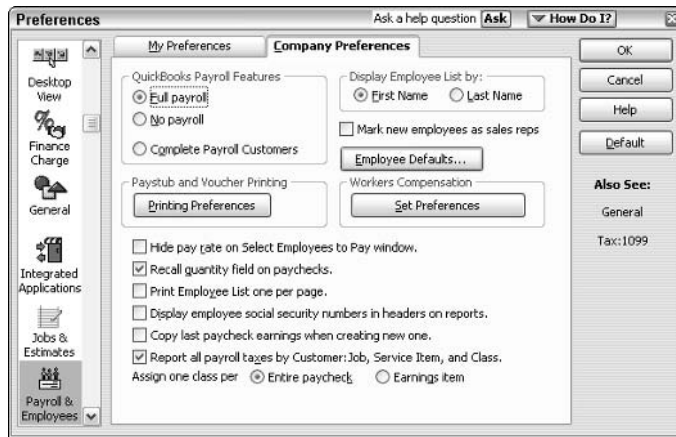 Preferences
Ask a help question Ask How Do I?
Desktop
View
Finance
Charge
General
Integrated
Applications
Jobs &
Estimates
Payroll &
Employees
My Preferences
Company Preferences
QuickBooks Payroll Features
Full payroll
No payroll
Complete Payroll Customers
Display Employee List by:
First Name Last Name
Mark new employees as sales reps
Employee Defaults...
Paystub and Voucher Printing
Printing Preferences
Workers Compensation
Set Preferences
Hide pay rate on Select Employees to Pay window.
Recall quantity field on paychecks.
Print Employee List one per page.
Display employee social security numbers in headers on reports.
Copy last paycheck earnings when creating new one.
Report all payroll taxes by Customer:Job, Service Item, and Class.
Assign one class per Entire paycheck Earnings item
OK
Cancel
Help
Default
Also See:
General
Tax:1099